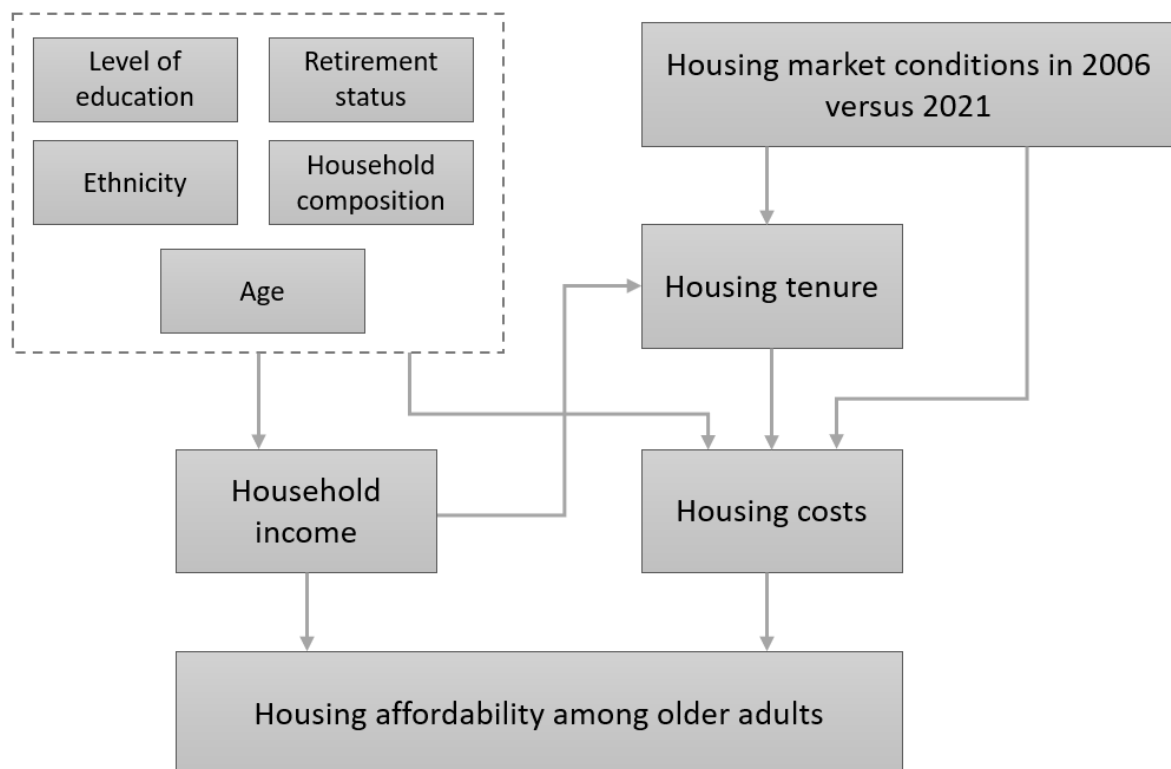 Level of
education
Retirement
status
Ethnicity
Household
composition
Age
Housing market conditions in 2006
versus 2021
Housing tenure
Household
income
Housing costs
Housing affordability among older adults